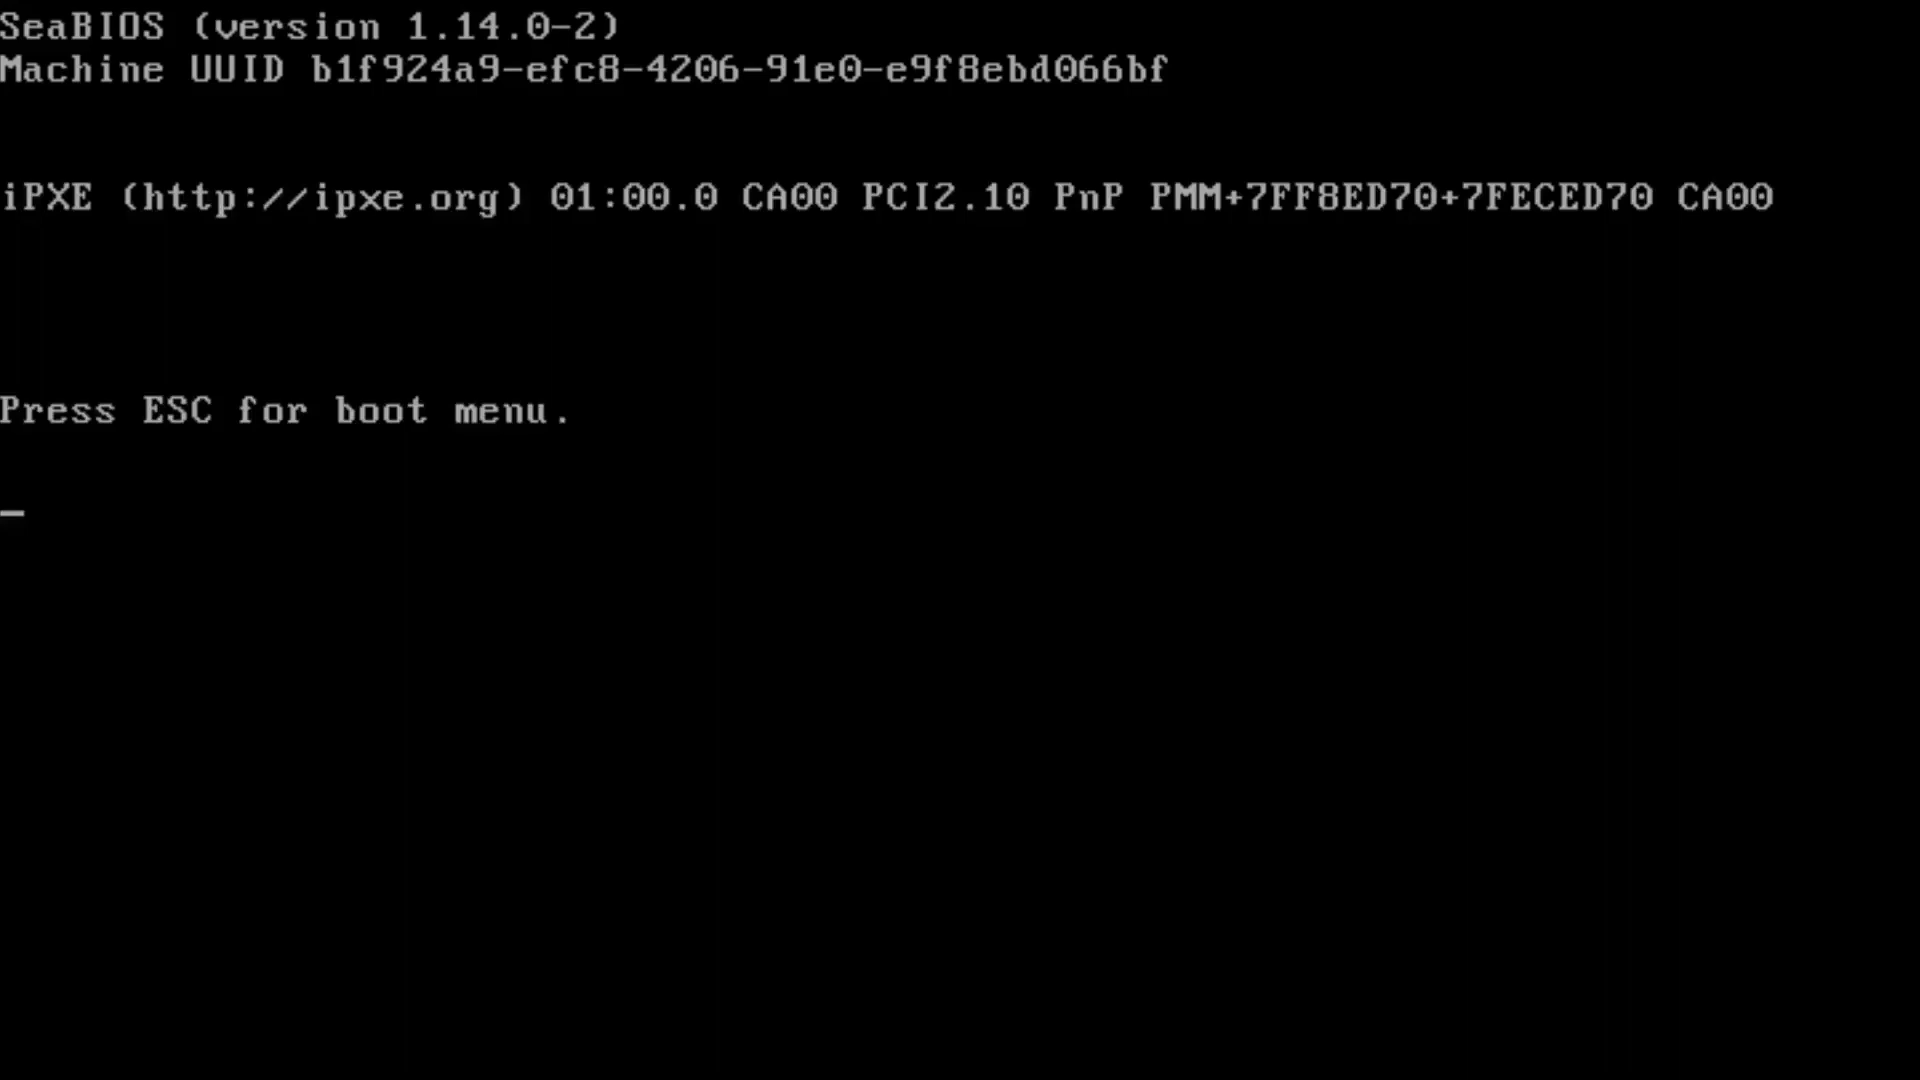 SeaBIOS (version 1.14.0-2)
Machine UUID b1f924a9-efc8-4206-91e0-e9f8ebd066bf
iPXE (http://ipxe.org) 01:00.0 CA00 PCI2.10 PnP PMM+7FF8ED70+7FECED70 CA00
Press ESC for boot menu.